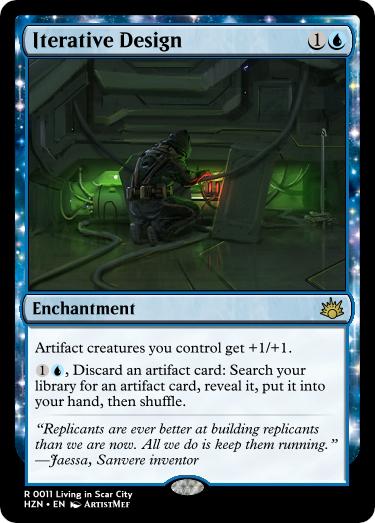 Iterative Design 1
Enchantment
Artifact creatures you control get +1/+1.
1, Discard an artifact card: Search your
library for an artifact card, reveal it, put it into
your hand, then shuffle.
“Replicants are ever better at building replicants
than we are now. All we do is keep them running.”
—Jaessa, Sanvere inventor
R 0011 Living in Scar City
HZN • EN ArtistMef